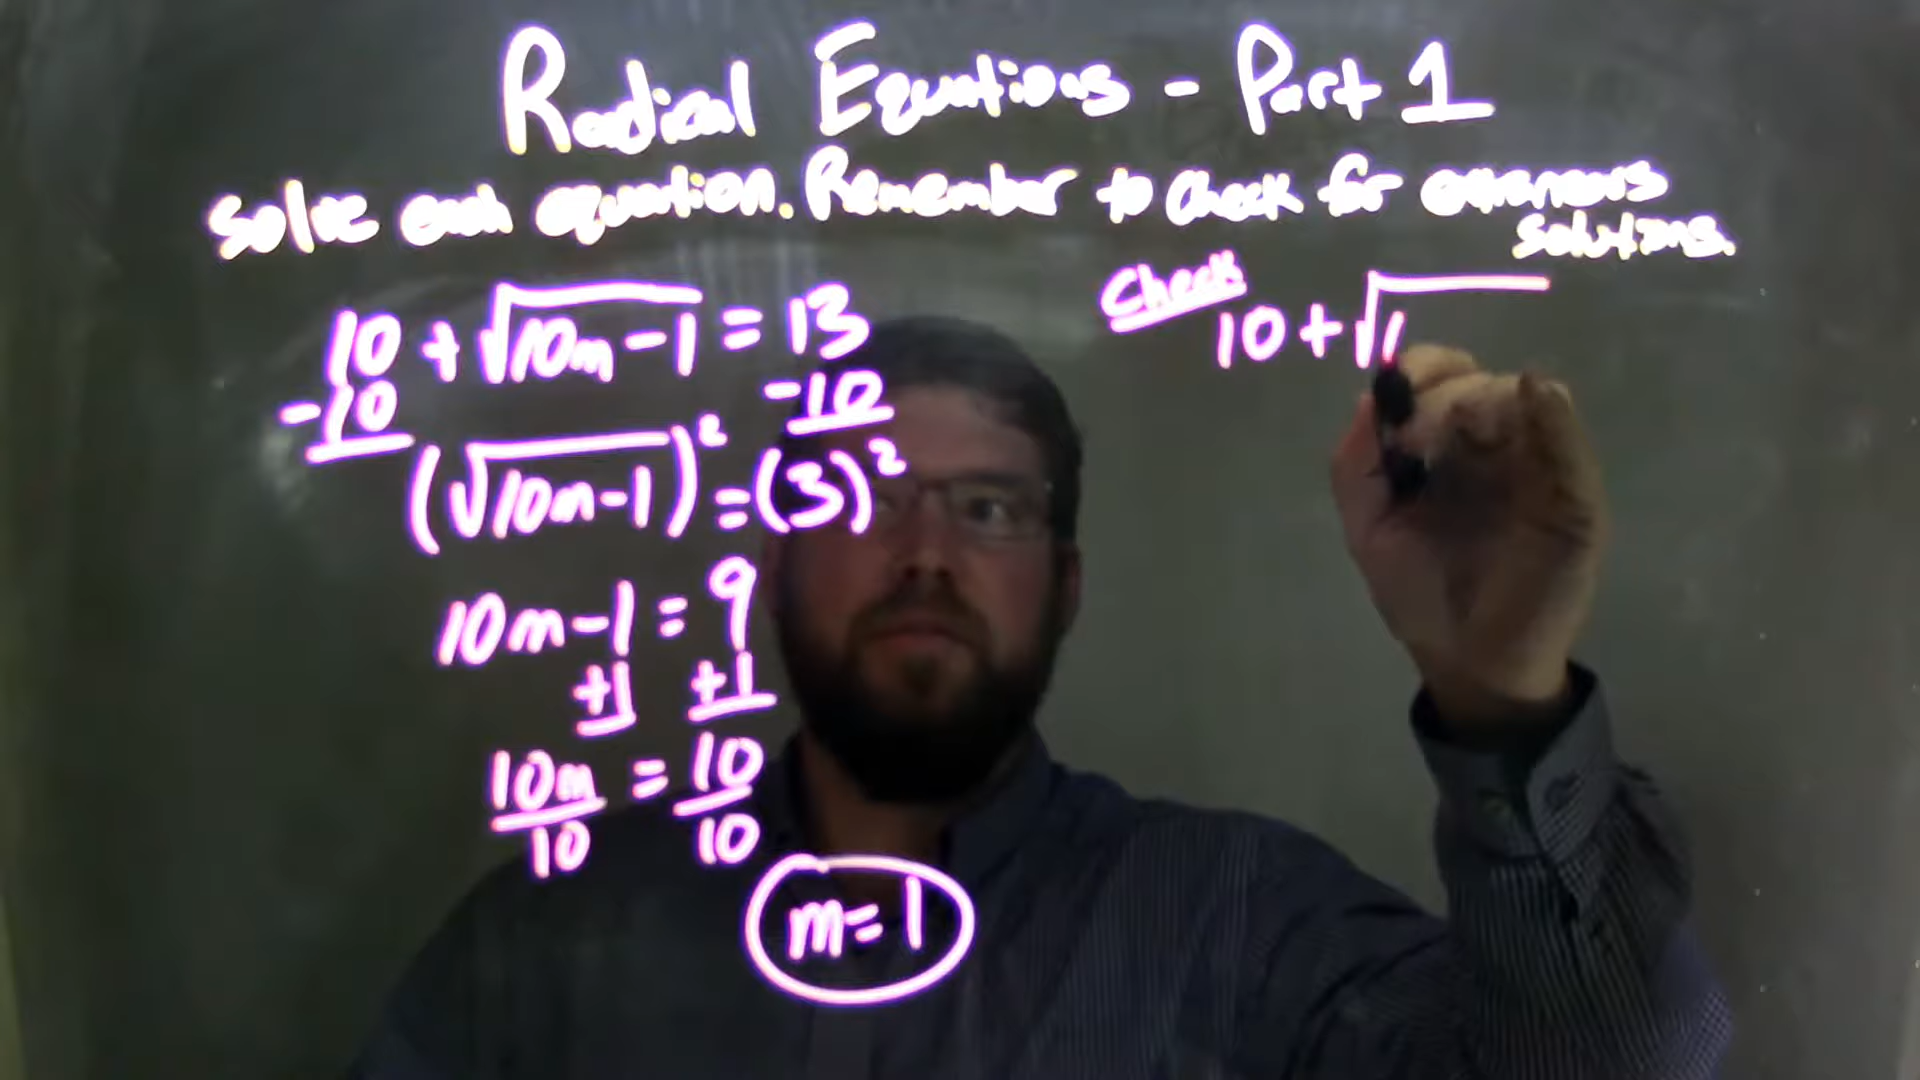 Radical Equations - Part 1
Solve each equation. Remember to check for extraneous
solutions.
10 + √10m-1 = 13
-10 -10
(√10m-1)² = (3)²
10m-1 = 9
+1 +1
10m = 10
10 10
m=1
Check
10+√1